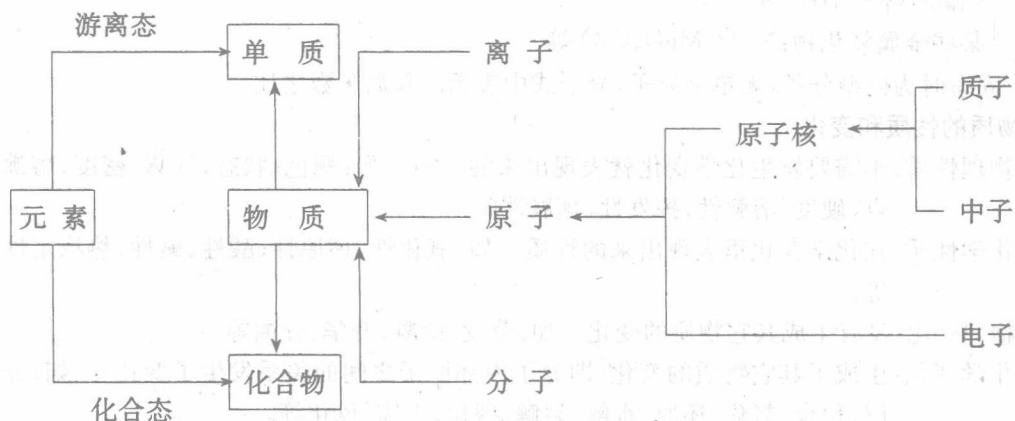 游离态
单质 离子
质子
原子核
元素 物质 原子
中子
电子
化合物 分子
化合态